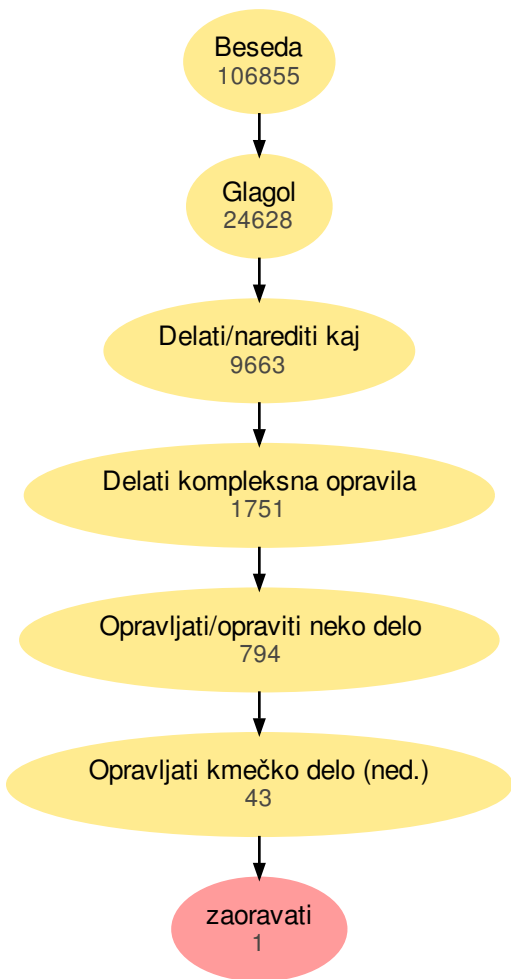 Beseda
106855
Glagol
24628
Delati/narediti kaj
9663
Delati kompleksna opravila
1751
Opravljati/opraviti neko delo
794
Opravljati kmečko delo (ned.)
43
zaoravati
1